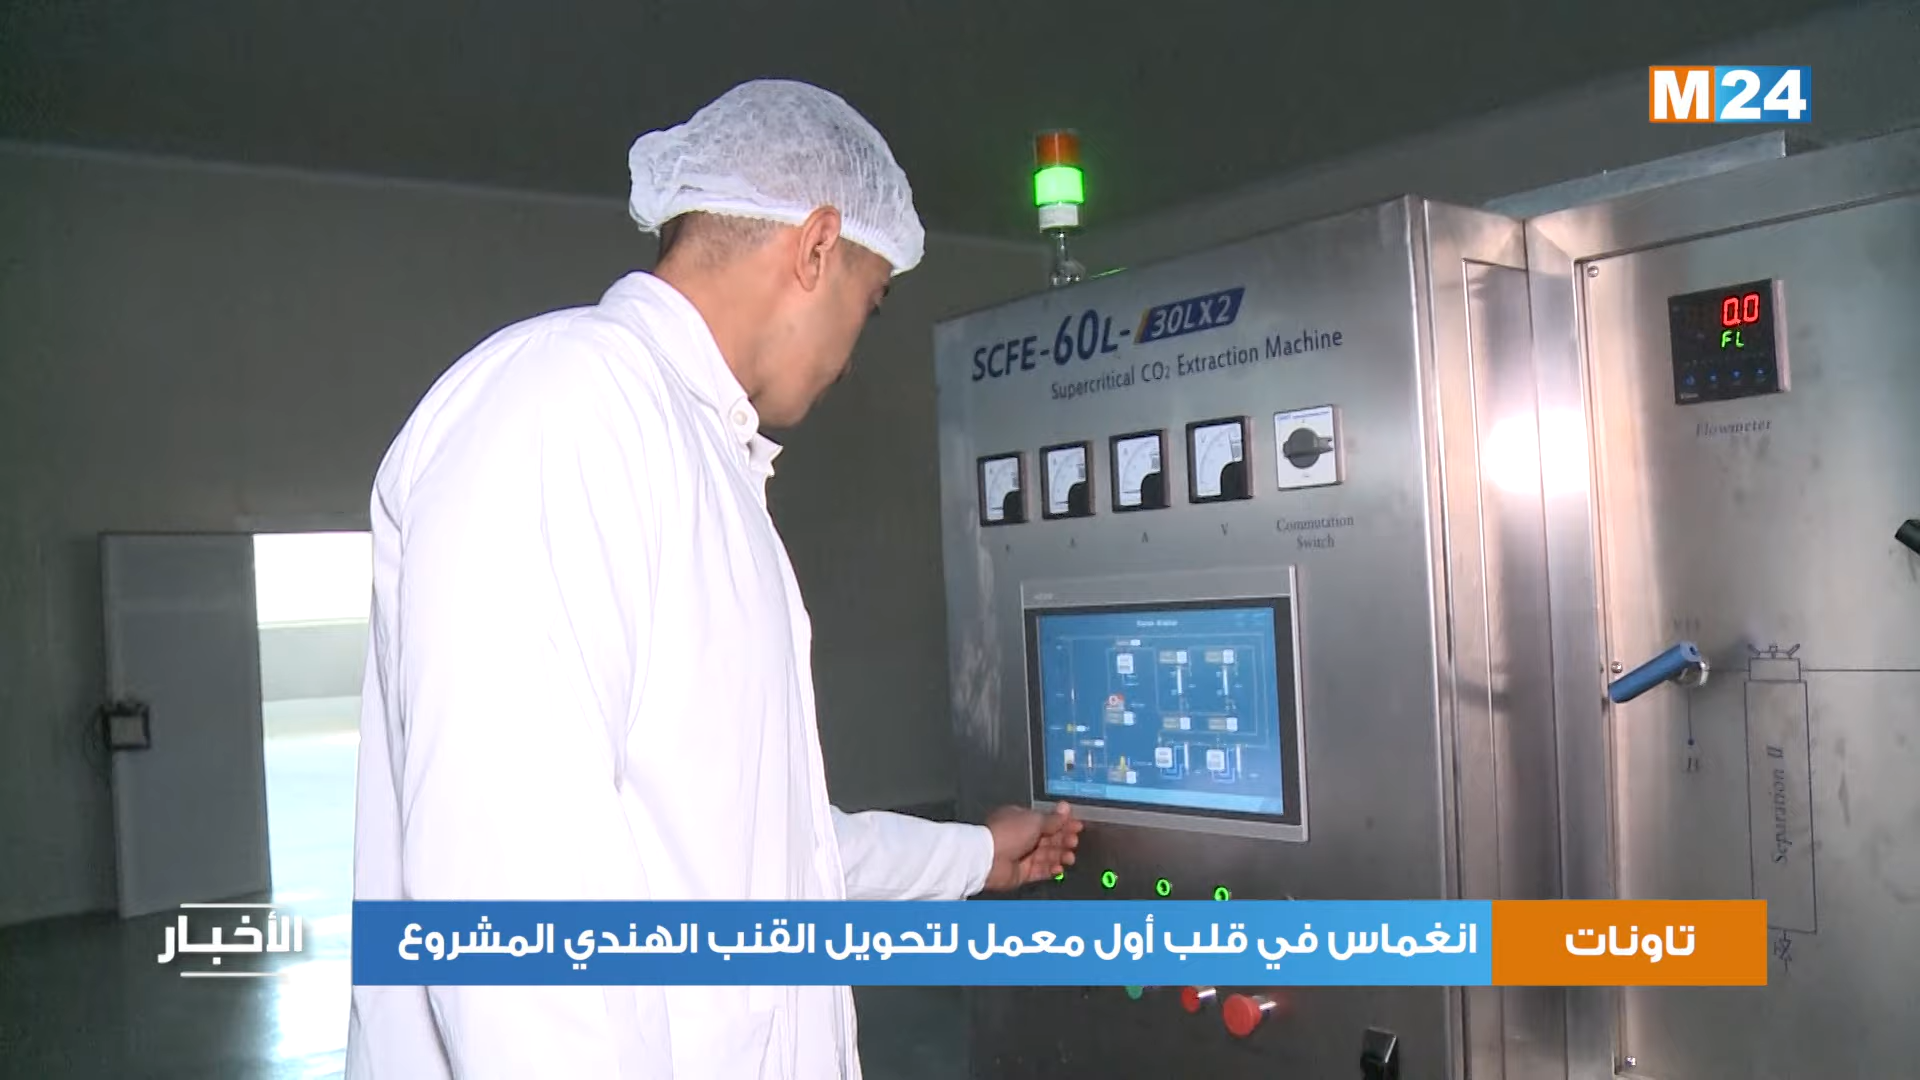 M24
SCFE-60L-30LX2
Supercritical CO₂ Extraction Machine
0.0
FL
Flowmeter
A
A
V
Commutation
Switch
Separation II
تاونات
انغماس في قلب أول معمل لتحويل القنب الهندي المشروع
الأخبار